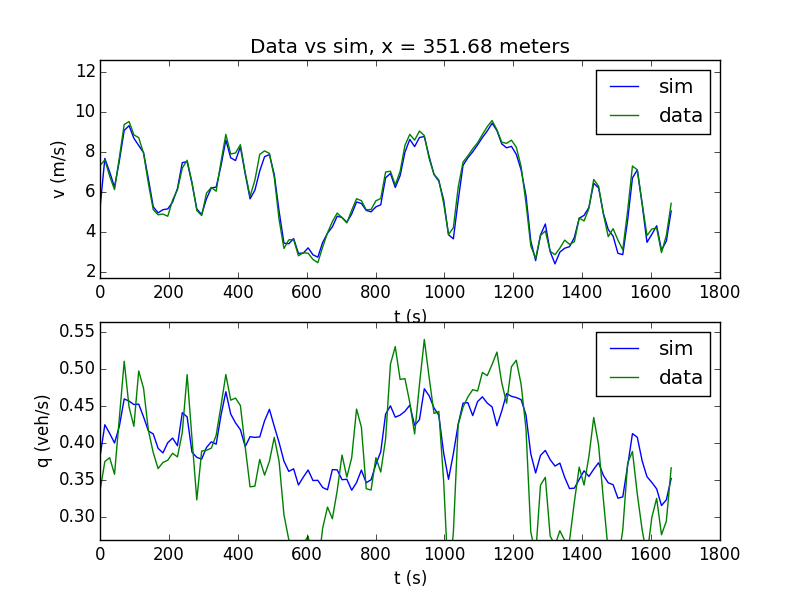 Data vs sim, x = 351.68 meters
12
10
8
6
4
2
v (m/s)
sim
data
0 200 400 600 800 1000 1200 1400 1600 1800
t (s)
0.55
0.50
0.45
0.40
0.35
0.30
q (veh/s)
sim
data
0 200 400 600 800 1000 1200 1400 1600 1800
t (s)